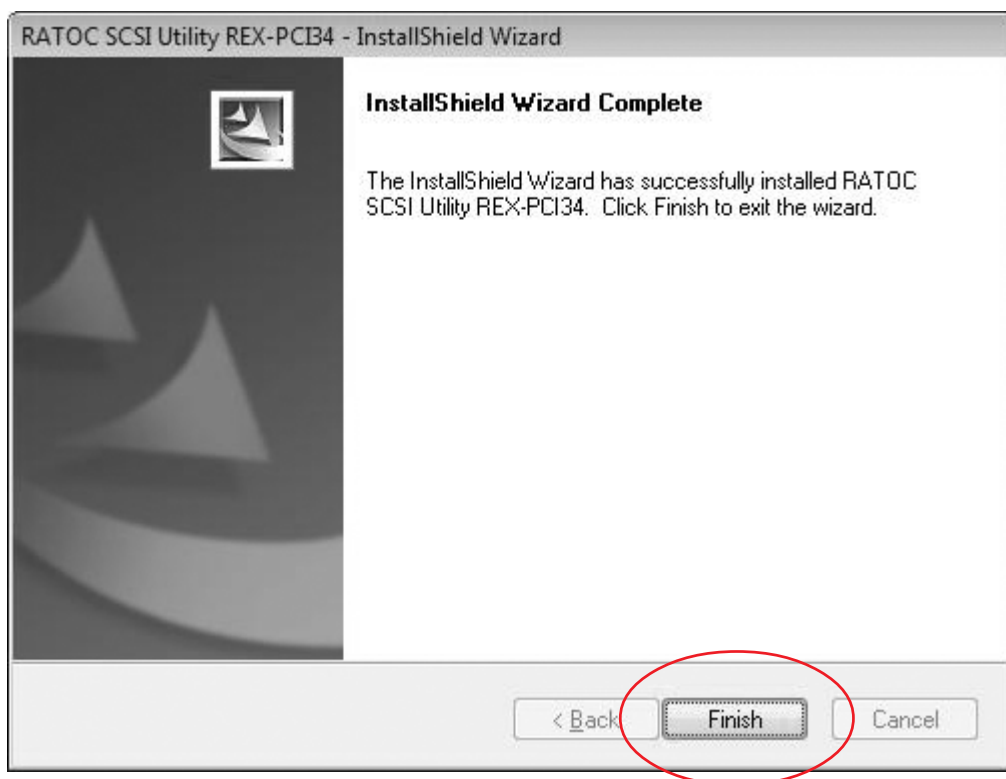 RATOC SCSI Utility REX-PCI34 - InstallShield Wizard
InstallShield Wizard Complete
The InstallShield Wizard has successfully installed RATOC
SCSI Utility REX-PCI34. Click Finish to exit the wizard.
< Back
Finish
Cancel